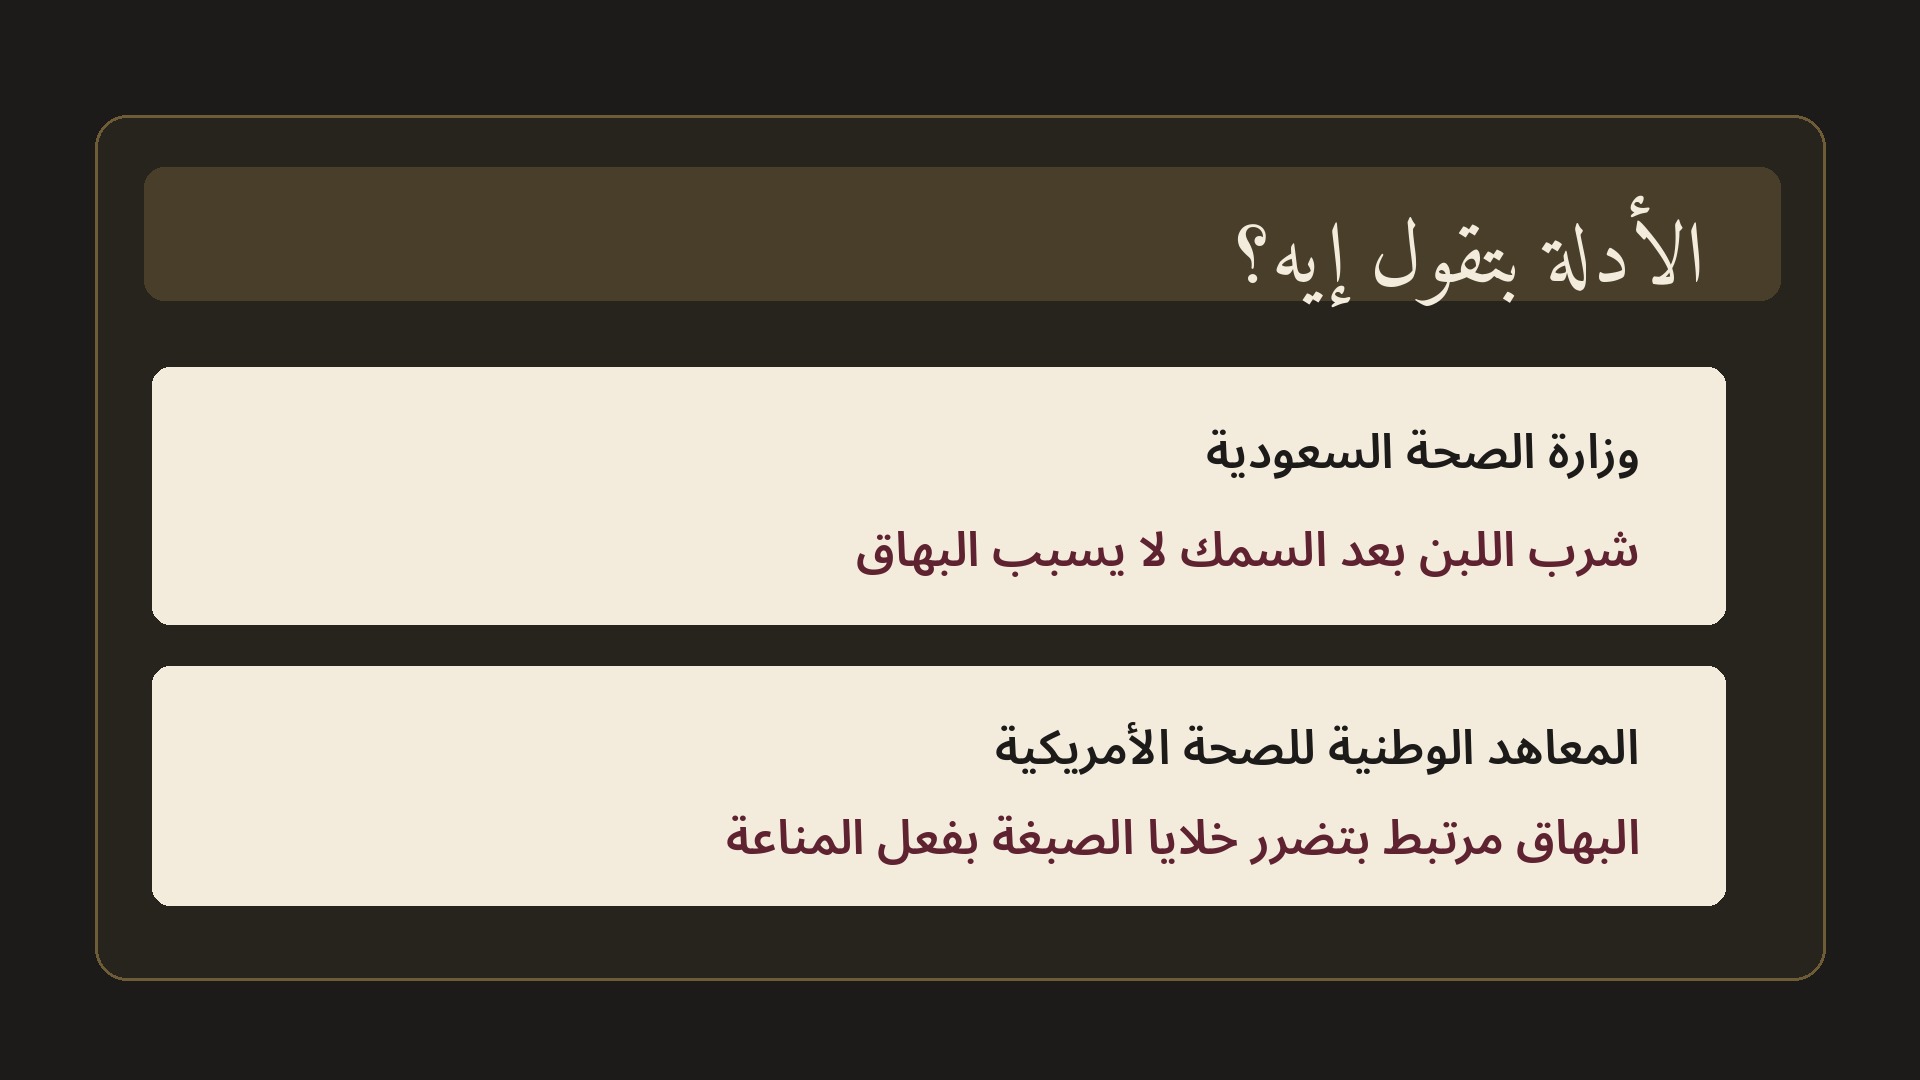 الأدلة بتقول إيه؟
وزارة الصحة السعودية
شرب اللبن بعد السمك لا يسبب البهاق
المعاهد الوطنية للصحة الأمريكية
البهاق مرتبط بتضرر خلايا الصبغة بفعل المناعة